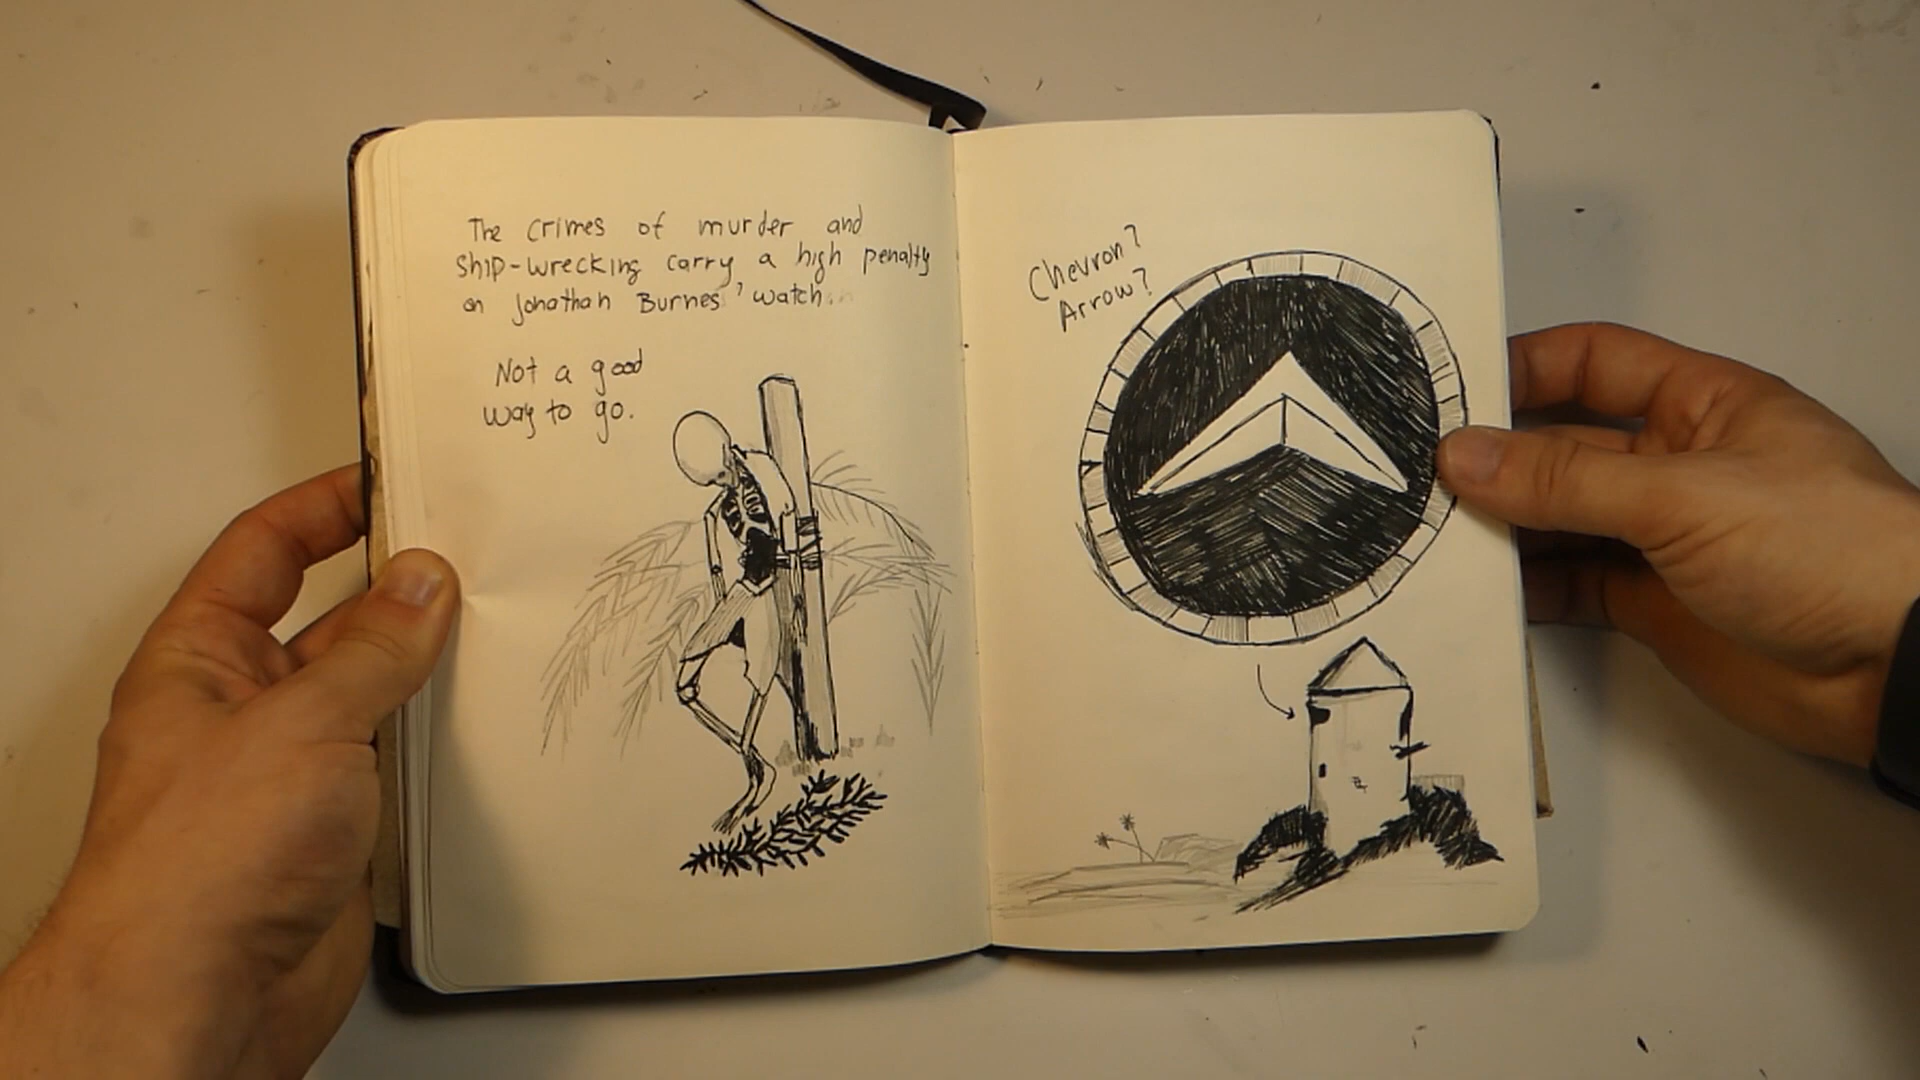 The crimes of murder and
ship-wrecking carry a high penalty
on Jonathan Burnes' watch.
Not a good
way to go.
Chevron?
Arrow?